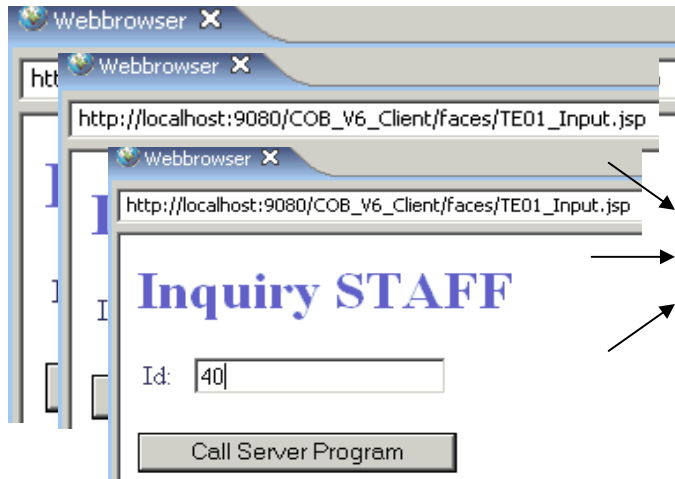 Webbrowser
htt
Webbrowser
http://localhost:9080/COB_V6_Client/faces/TE01_Input.jsp
Webbrowser
http://localhost:9080/COB_V6_Client/faces/TE01_Input.jsp
Inquiry STAFF
Id: 40
Call Server Program